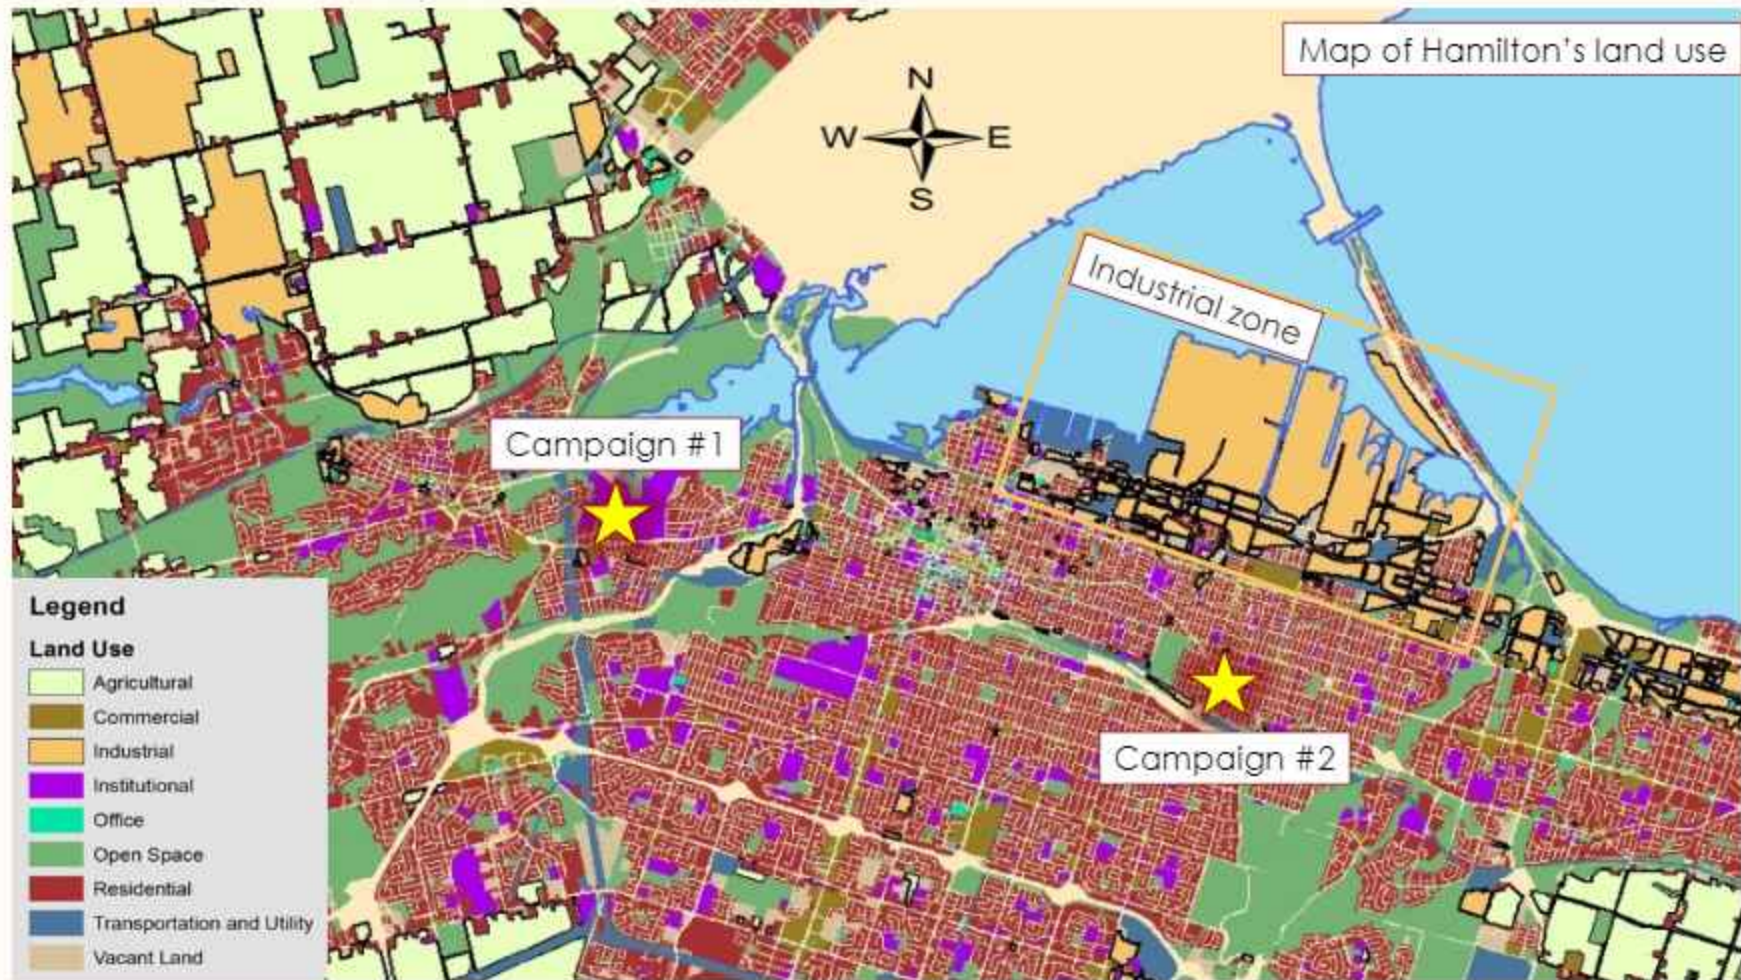 Map of Hamilton's land use
N
W E
S
Industrial zone
Campaign #1
Campaign #2
Legend
Land Use
Agricultural
Commercial
Industrial
Institutional
Office
Open Space
Residential
Transportation and Utility
Vacant Land